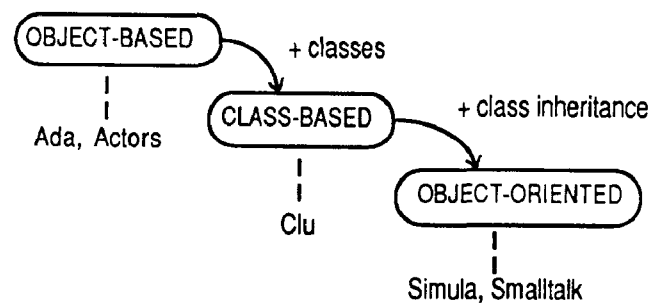 OBJECT-BASED
+ classes
Ada, Actors
CLASS-BASED
+ class inheritance
Clu
OBJECT-ORIENTED
Simula, Smalltalk